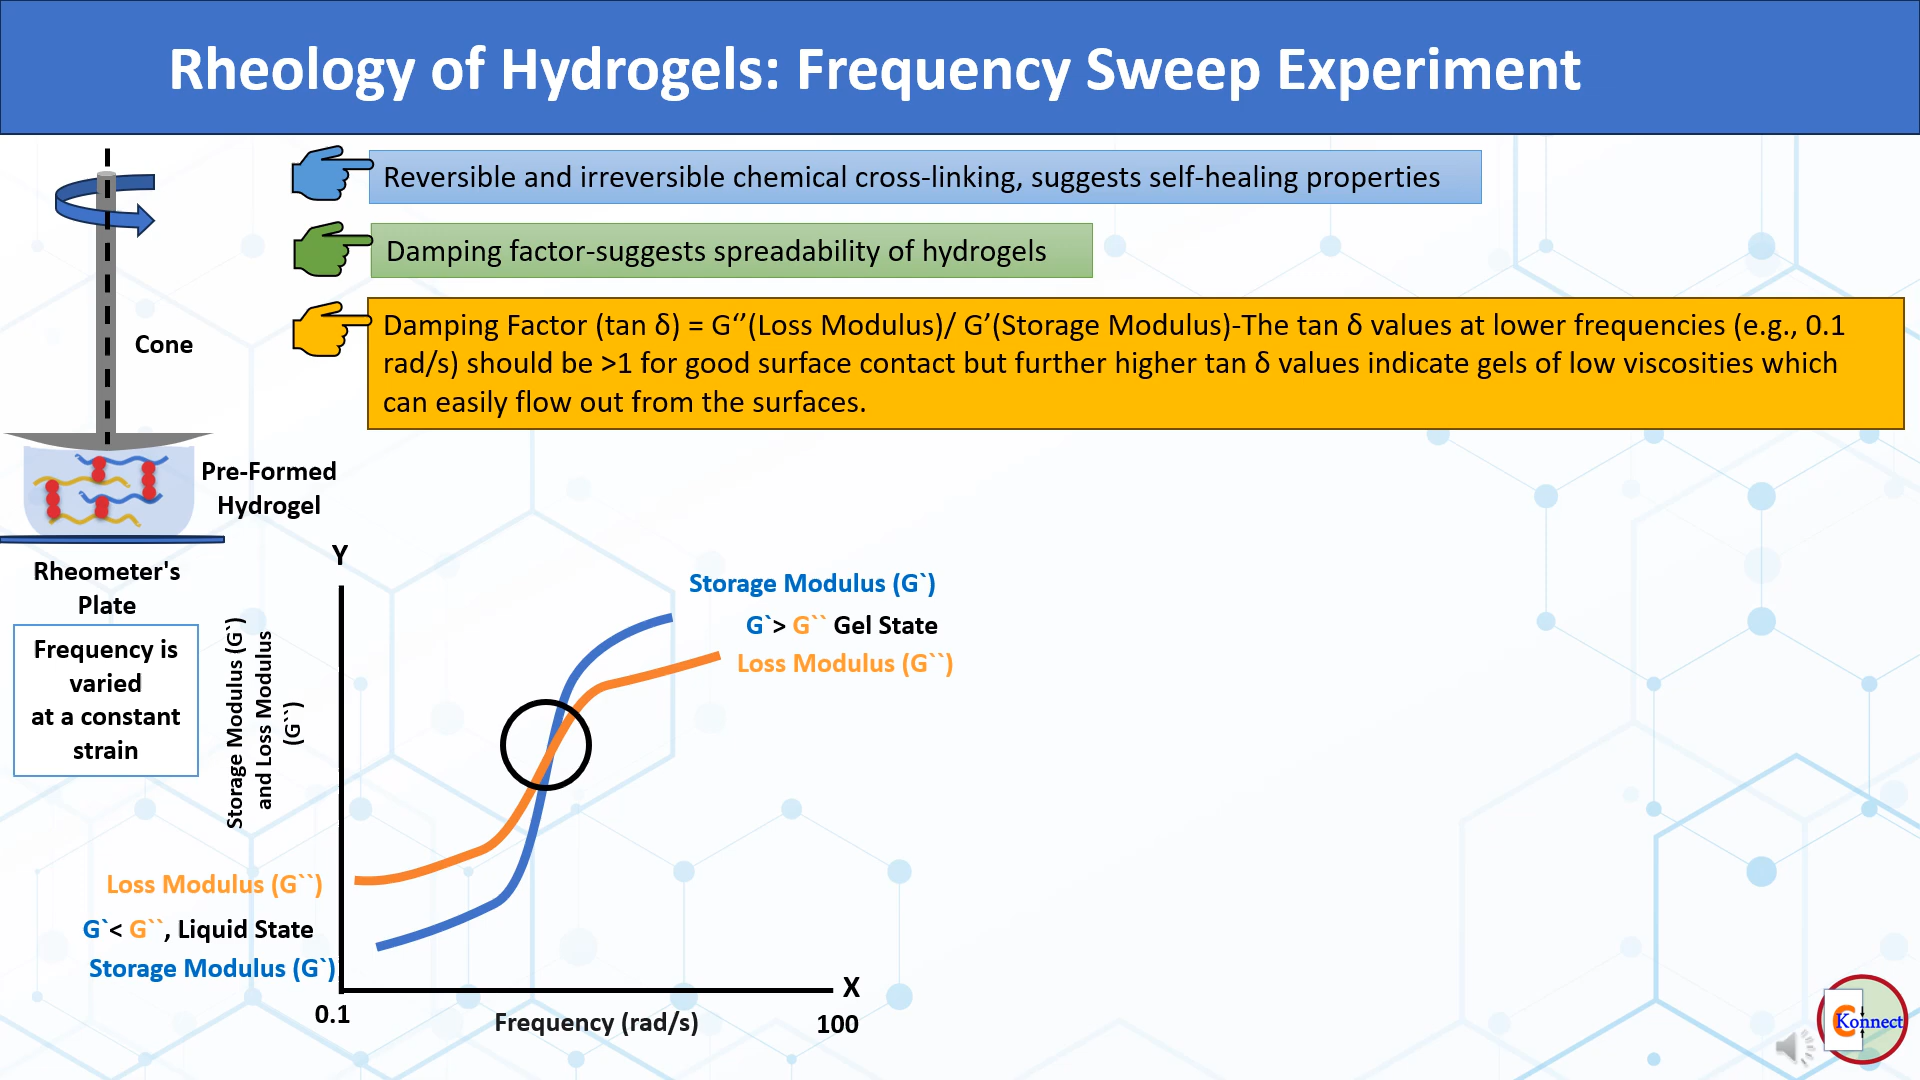 Rheology of Hydrogels: Frequency Sweep Experiment
Reversible and irreversible chemical cross-linking, suggests self-healing properties
Damping factor-suggests spreadability of hydrogels
Damping Factor (tan δ) = G‘’(Loss Modulus)/ G’(Storage Modulus)-The tan δ values at lower frequencies (e.g., 0.1
rad/s) should be >1 for good surface contact but further higher tan δ values indicate gels of low viscosities which
can easily flow out from the surfaces.
Cone
Pre-Formed
Hydrogel
Rheometer's
Plate
Frequency is
varied
at a constant
strain
Y
Storage Modulus (G`)
and Loss Modulus
(G``)
Storage Modulus (G`)
G`> G`` Gel State
Loss Modulus (G``)
Loss Modulus (G``)
G`< G``, Liquid State
Storage Modulus (G`)
X
0.1
Frequency (rad/s)
100
C
Konnect